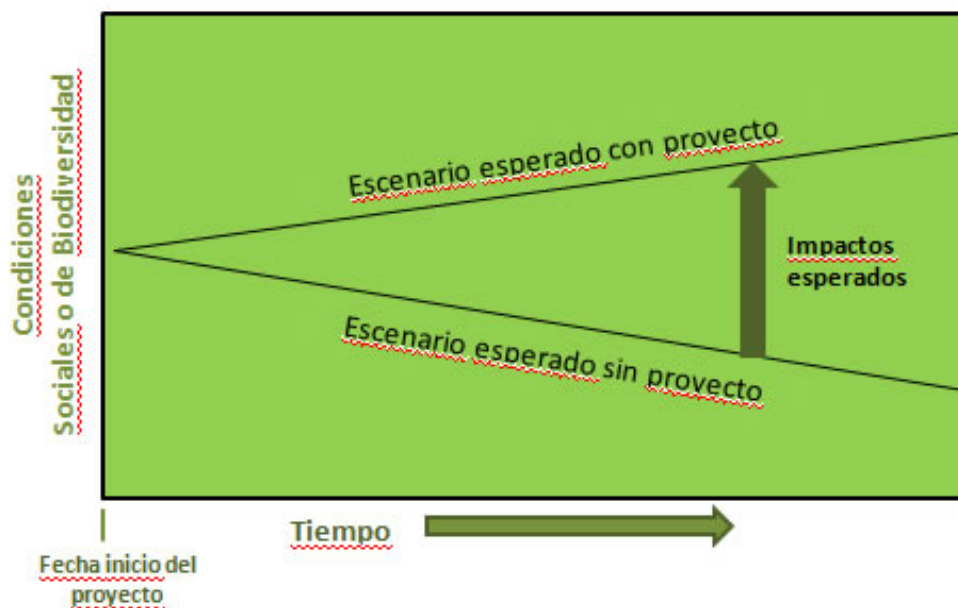 Condiciones
Sociales o de Biodiversidad
Escenario esperado con proyecto
Impactos
esperados
Escenario esperado sin proyecto
Tiempo
Fecha inicio del
proyecto